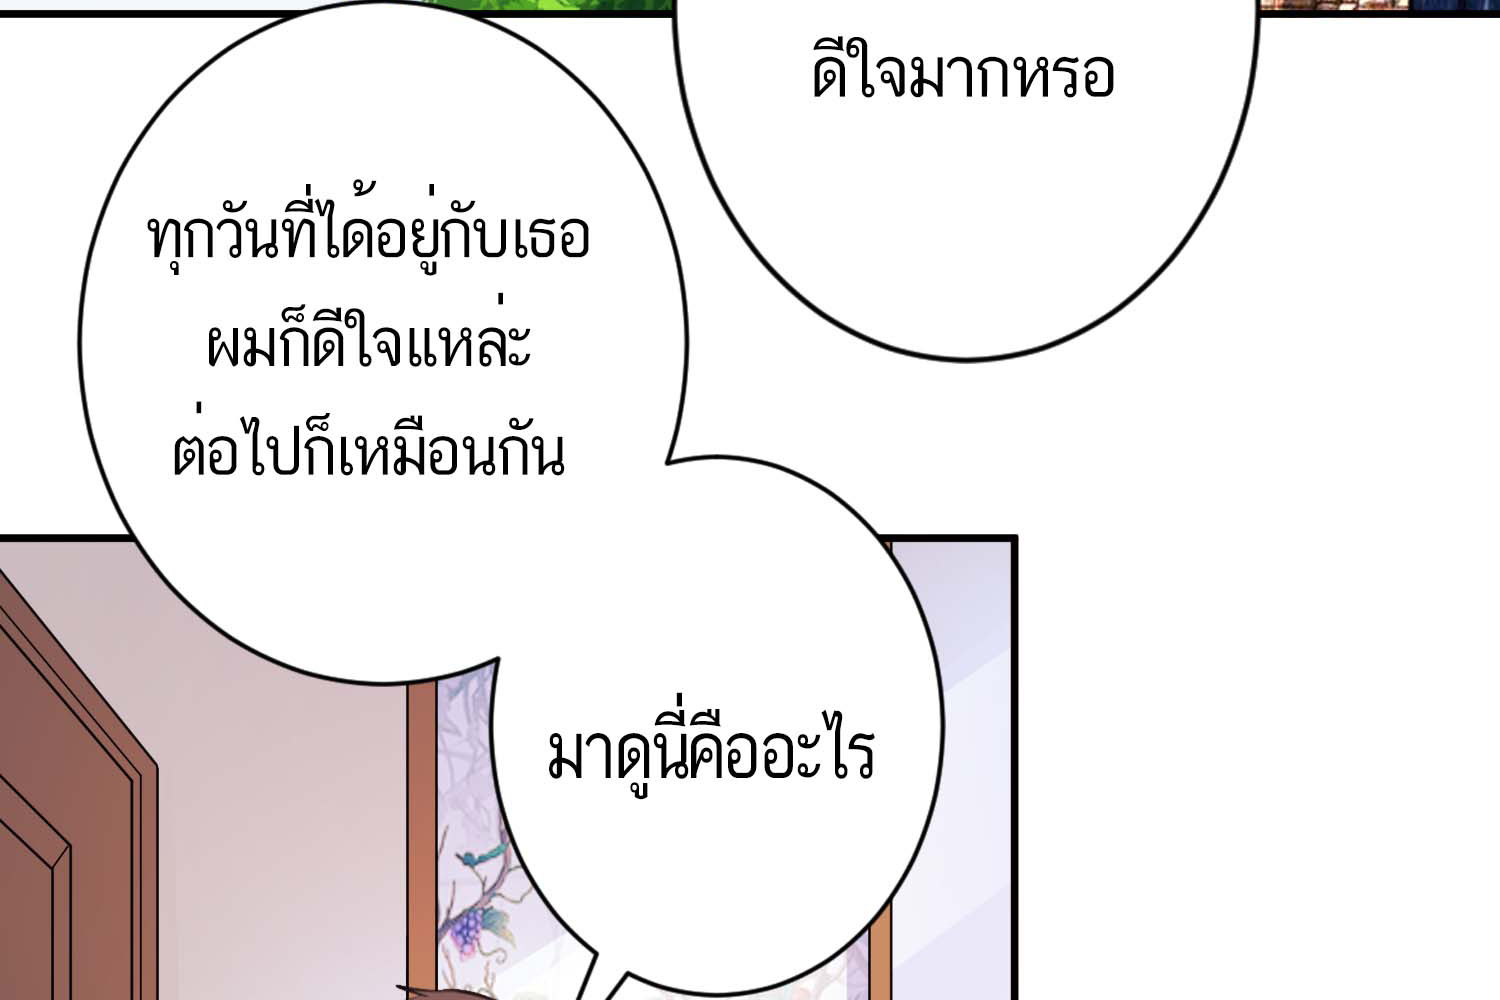 ดีใจมากหรอ
ทุกวันที่ได้อยู่กับเธอ
ผมก็ดีใจแหล่ะ
ต่อไปก็เหมือนกัน
มาดูนี่คืออะไร